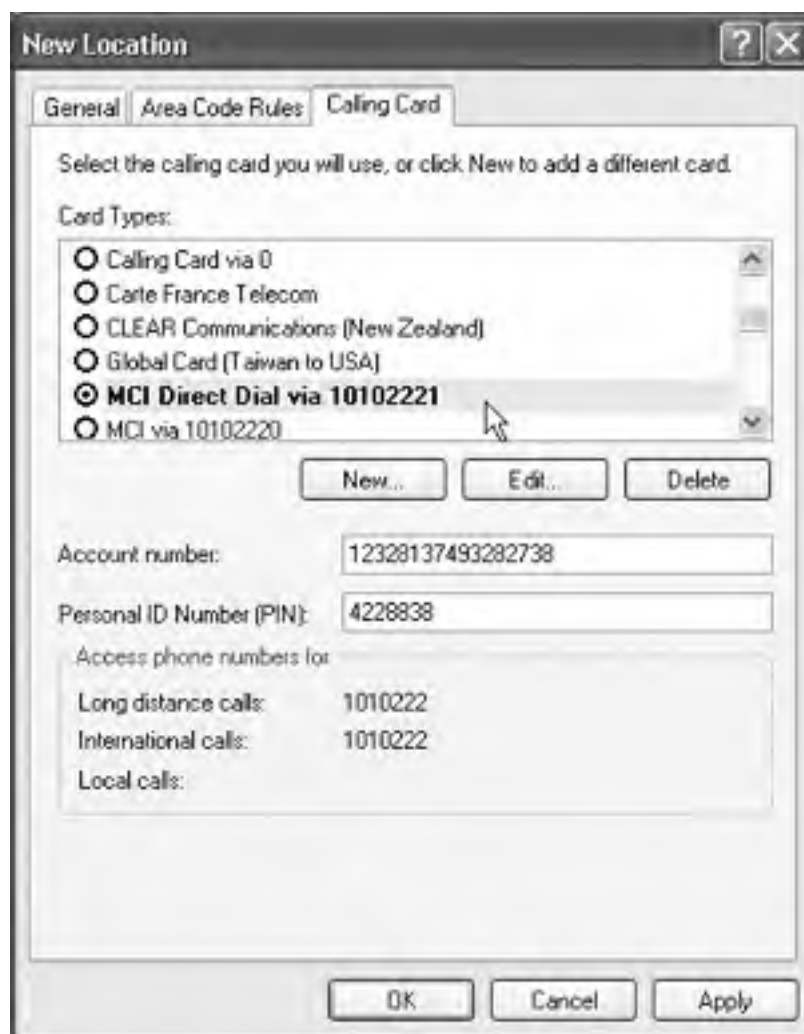 New Location
General Area Code Rules Calling Card
Select the calling card you will use, or click New to add a different card.
Card Types:
Calling Card via 0
Carte France Telecom
CLEAR Communications (New Zealand)
Global Card (Taiwan to USA)
MCI Direct Dial via 10102221
MCI via 10102220
New... Edit... Delete
Account number: 12328137493282738
Personal ID Number (PIN): 4228838
Access phone numbers for
Long distance calls: 1010222
International calls: 1010222
Local calls:
OK Cancel Apply